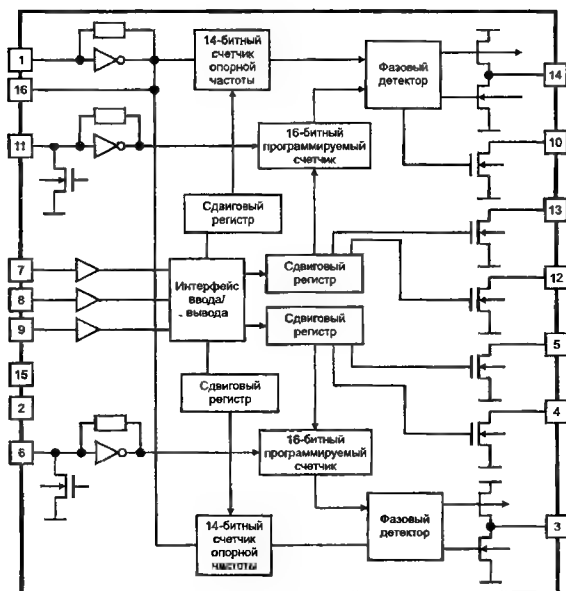 1
14-битный
счетчик
опорной
частоты
Фазовый
детектор
14
16
11
16-битный
программируемый
счетчик
10
Сдвиговый
регистр
13
7
8
9
Интерфейс
ввода/
вывода
Сдвиговый
регистр
12
Сдвиговый
регистр
5
15
2
Сдвиговый
регистр
4
6
16-битный
программируемый
счетчик
14-битный
счетчик
опорной
частоты
Фазовый
детектор
3